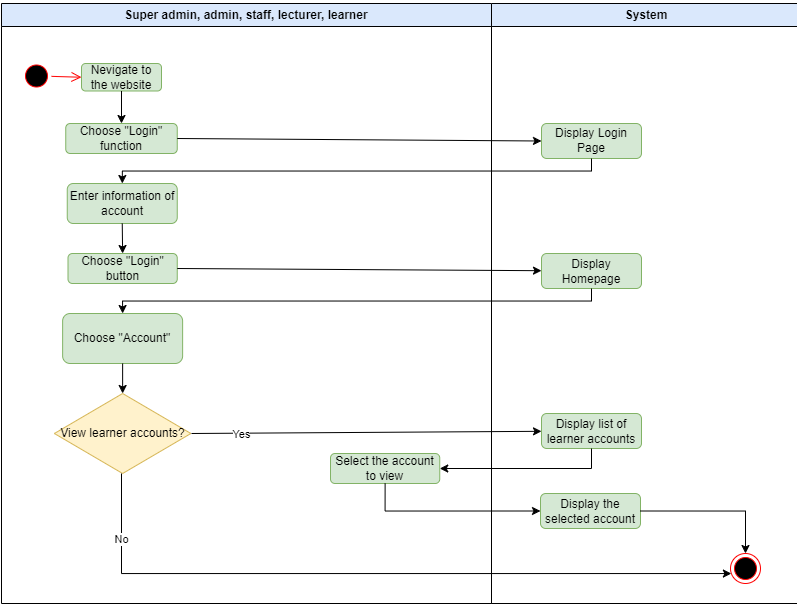 Super admin, admin, staff, lecturer, learner
System
Nevigate to
the website
Choose "Login"
function
Display Login
Page
Enter information of
account
Choose "Login"
button
Display
Homepage
Choose "Account"
View learner accounts?
Yes
Display list of
learner accounts
Select the account
to view
Display the
selected account
No